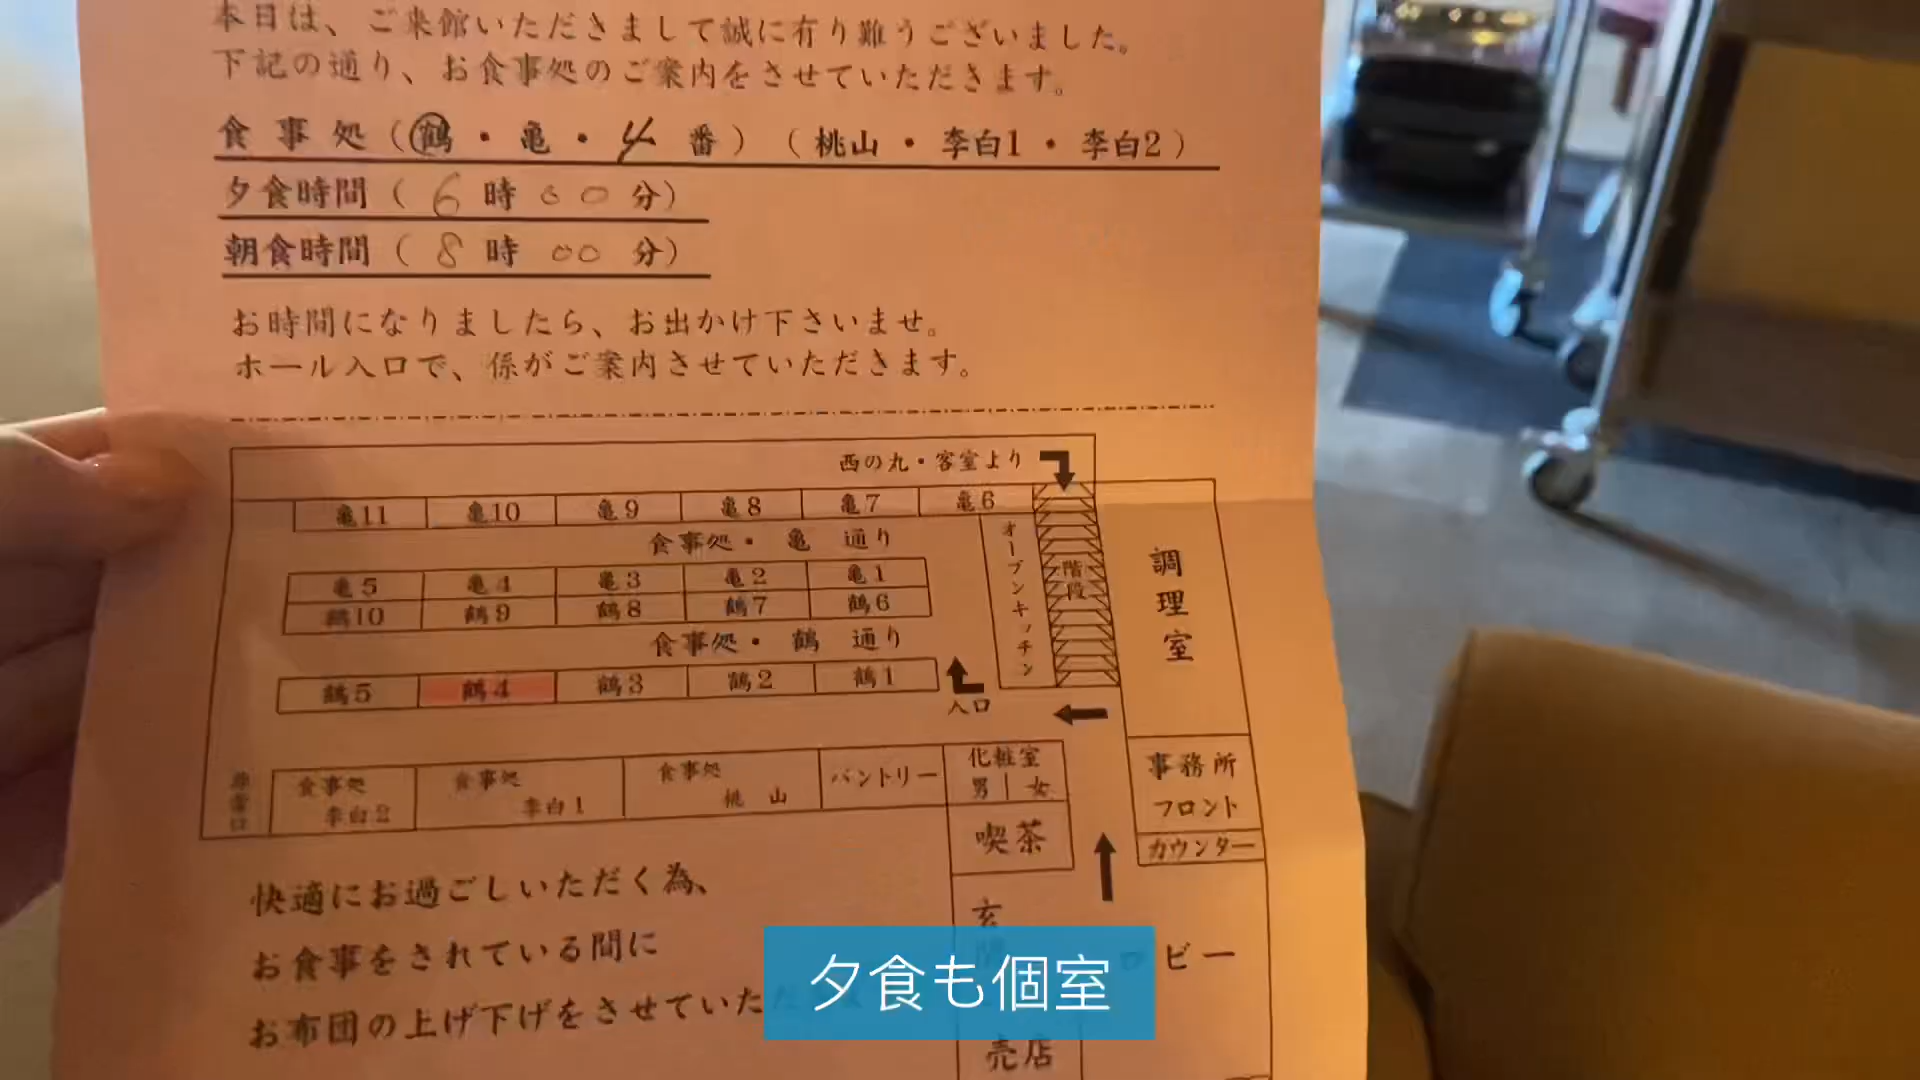 本日は、ご来館いただきまして誠に有り難うございました。
下記の通り、お食事処のご案内をさせていただきます。
食事処（鶴・亀・4番）（桃山・李白1・李白2）
夕食時間（6時00分）
朝食時間（8時00分）
お時間になりましたら、お出かけ下さいませ。
ホール入口で、係がご案内させていただきます。
西の丸・客室より
亀11 亀10 亀9 亀8 亀7 亀6
食事処・亀 通り
亀5 亀4 亀3 亀2 亀1
鶴10 鶴9 鶴8 鶴7 鶴6
食事処・鶴 通り
鶴5 鶴4 鶴3 鶴2 鶴1
入口
オープンキッチン
階段
調理室
非常口
食事処 李白2
食事処 李白1
食事処 桃山
パントリー
化粧室
男 女
喫茶
事務所
フロント
カウンター
玄
ビー
売店
快適にお過ごしいただく為、
お食事をされている間に
お布団の上げ下げをさせていた
夕食も個室